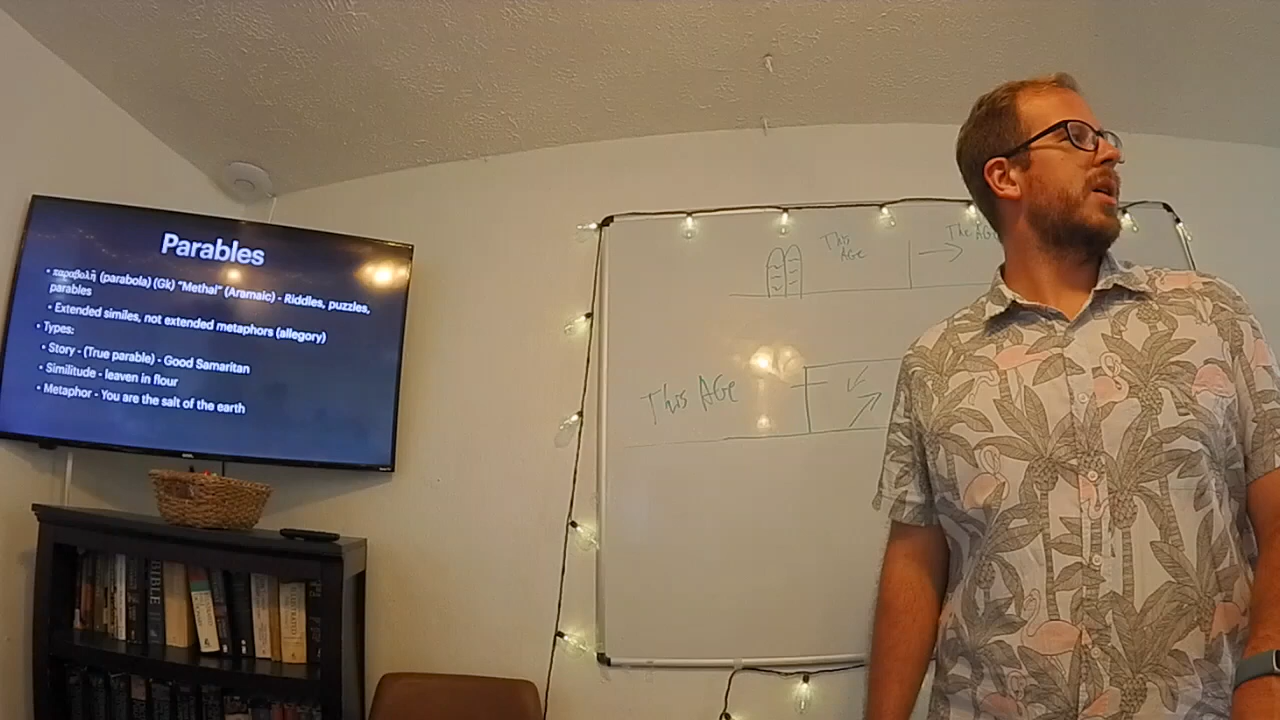 Parables
• παραβολῆ (parabola) (Gk) “Methal” (Aramaic) - Riddles, puzzles,
parables
• Extended similes, not extended metaphors (allegory)
• Types:
• Story - (True parable) - Good Samaritan
• Similitude - leaven in flour
• Metaphor - You are the salt of the earth
This
AGe
The AGe
This AGe
BIBLE